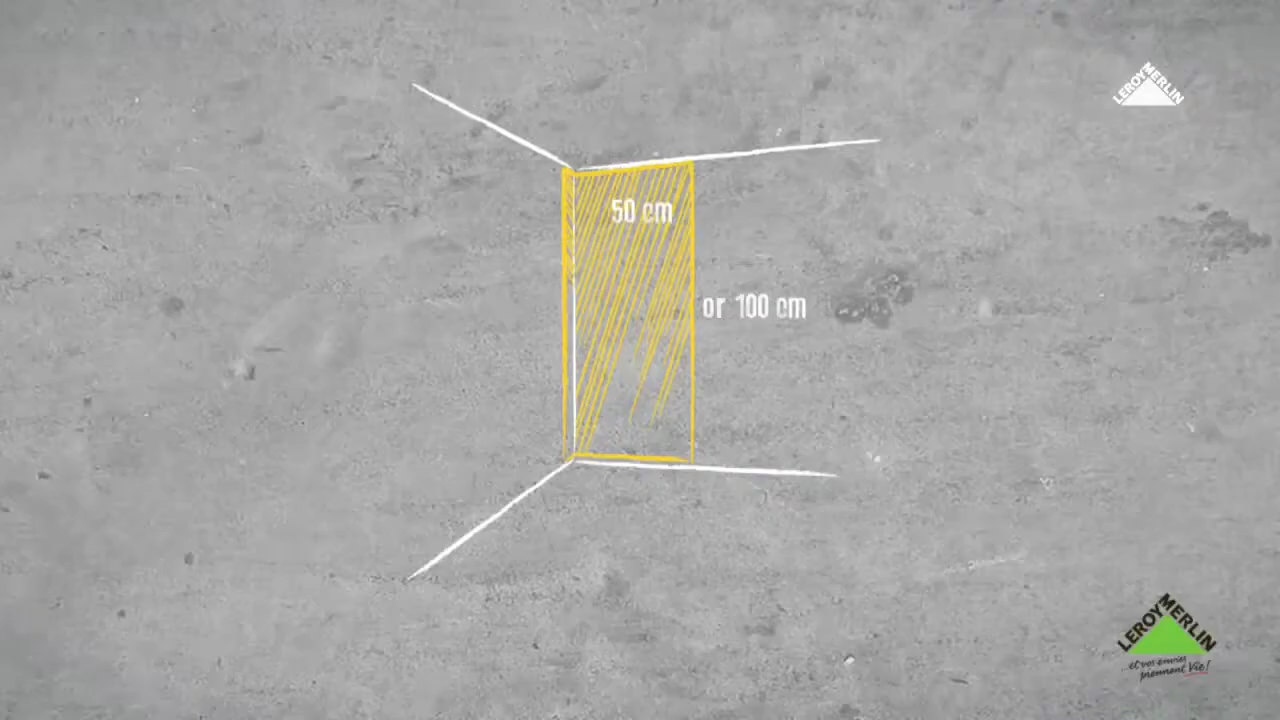 LEROY MERLIN
50 cm
or 100 cm
LEROY MERLIN
...et vos envies
prennent Vie !